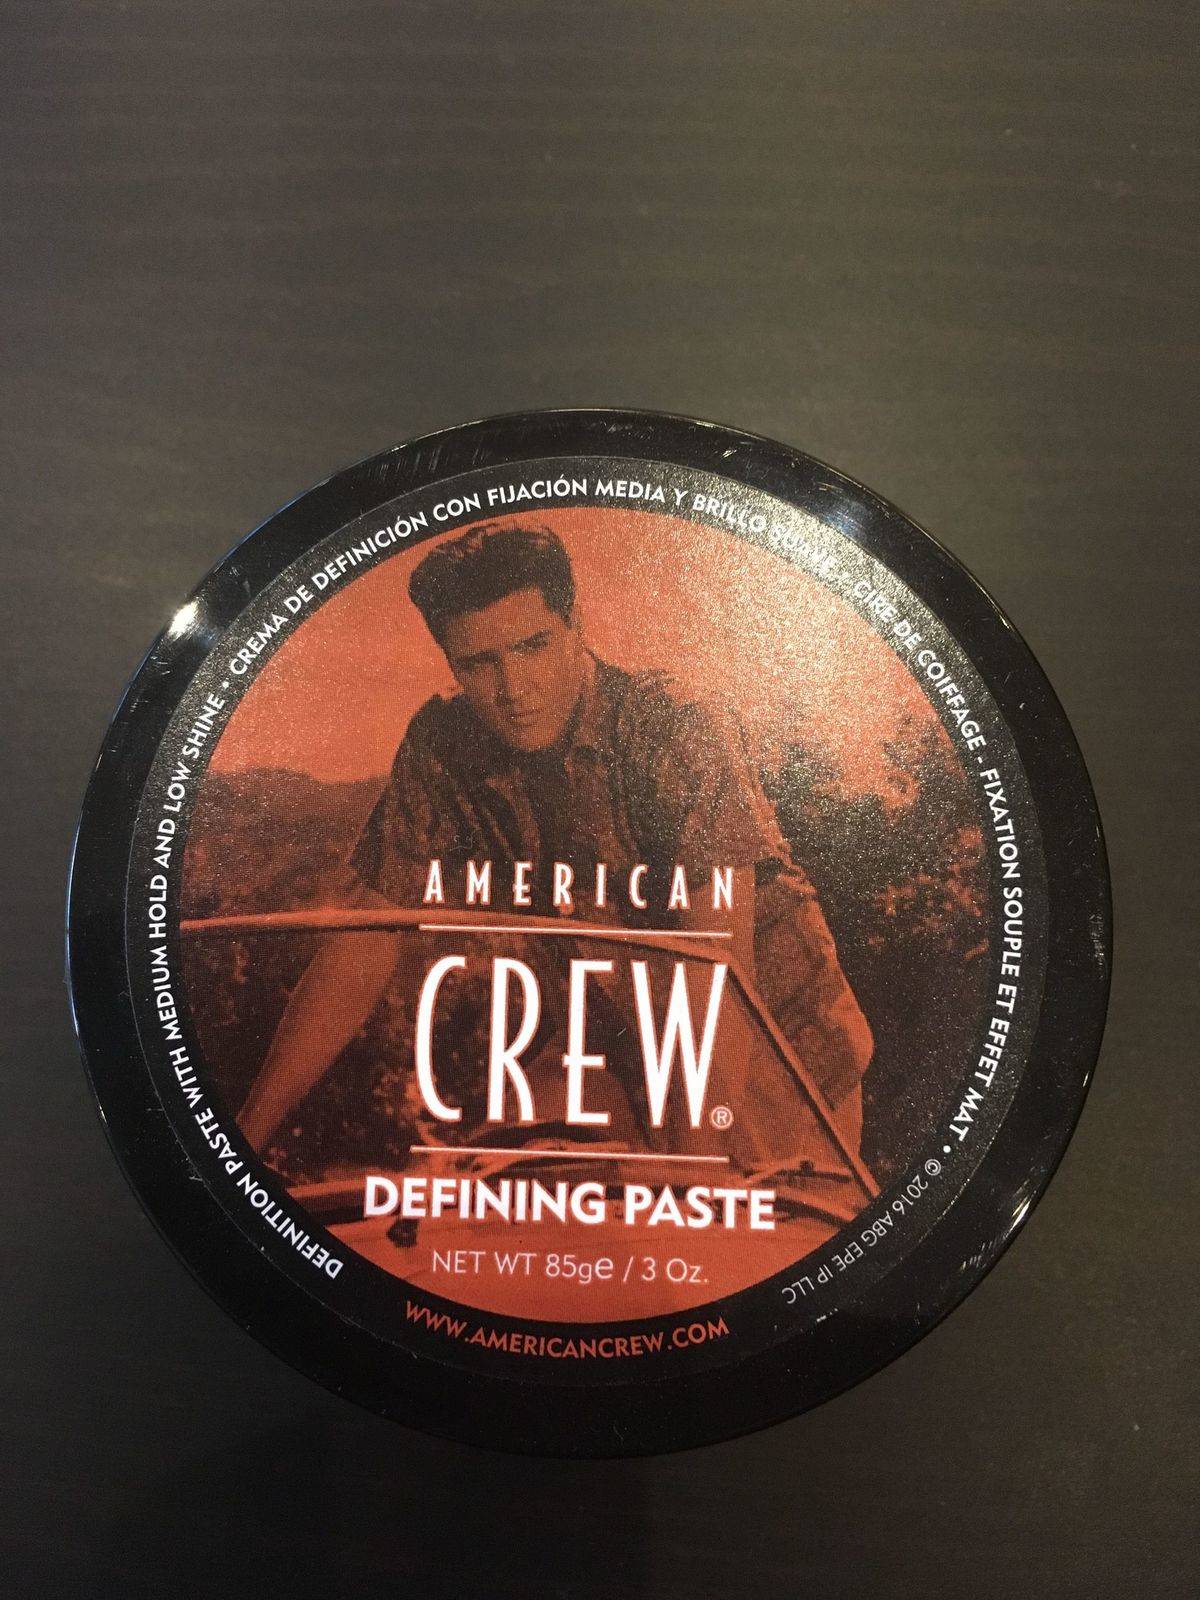 DEFINITION PASTE WITH MEDIUM HOLD AND LOW SHINE • CREMA DE DEFINICIÓN CON FIJACIÓN MEDIA Y BRILLO SUAVE • CIRE DE COIFFAGE - FIXATION SOUPLE ET EFFET MAT •
© 2016 ABG EPE IP LLC
AMERICAN
CREW®
DEFINING PASTE
NET WT 85ge / 3 Oz.
WWW.AMERICANCREW.COM